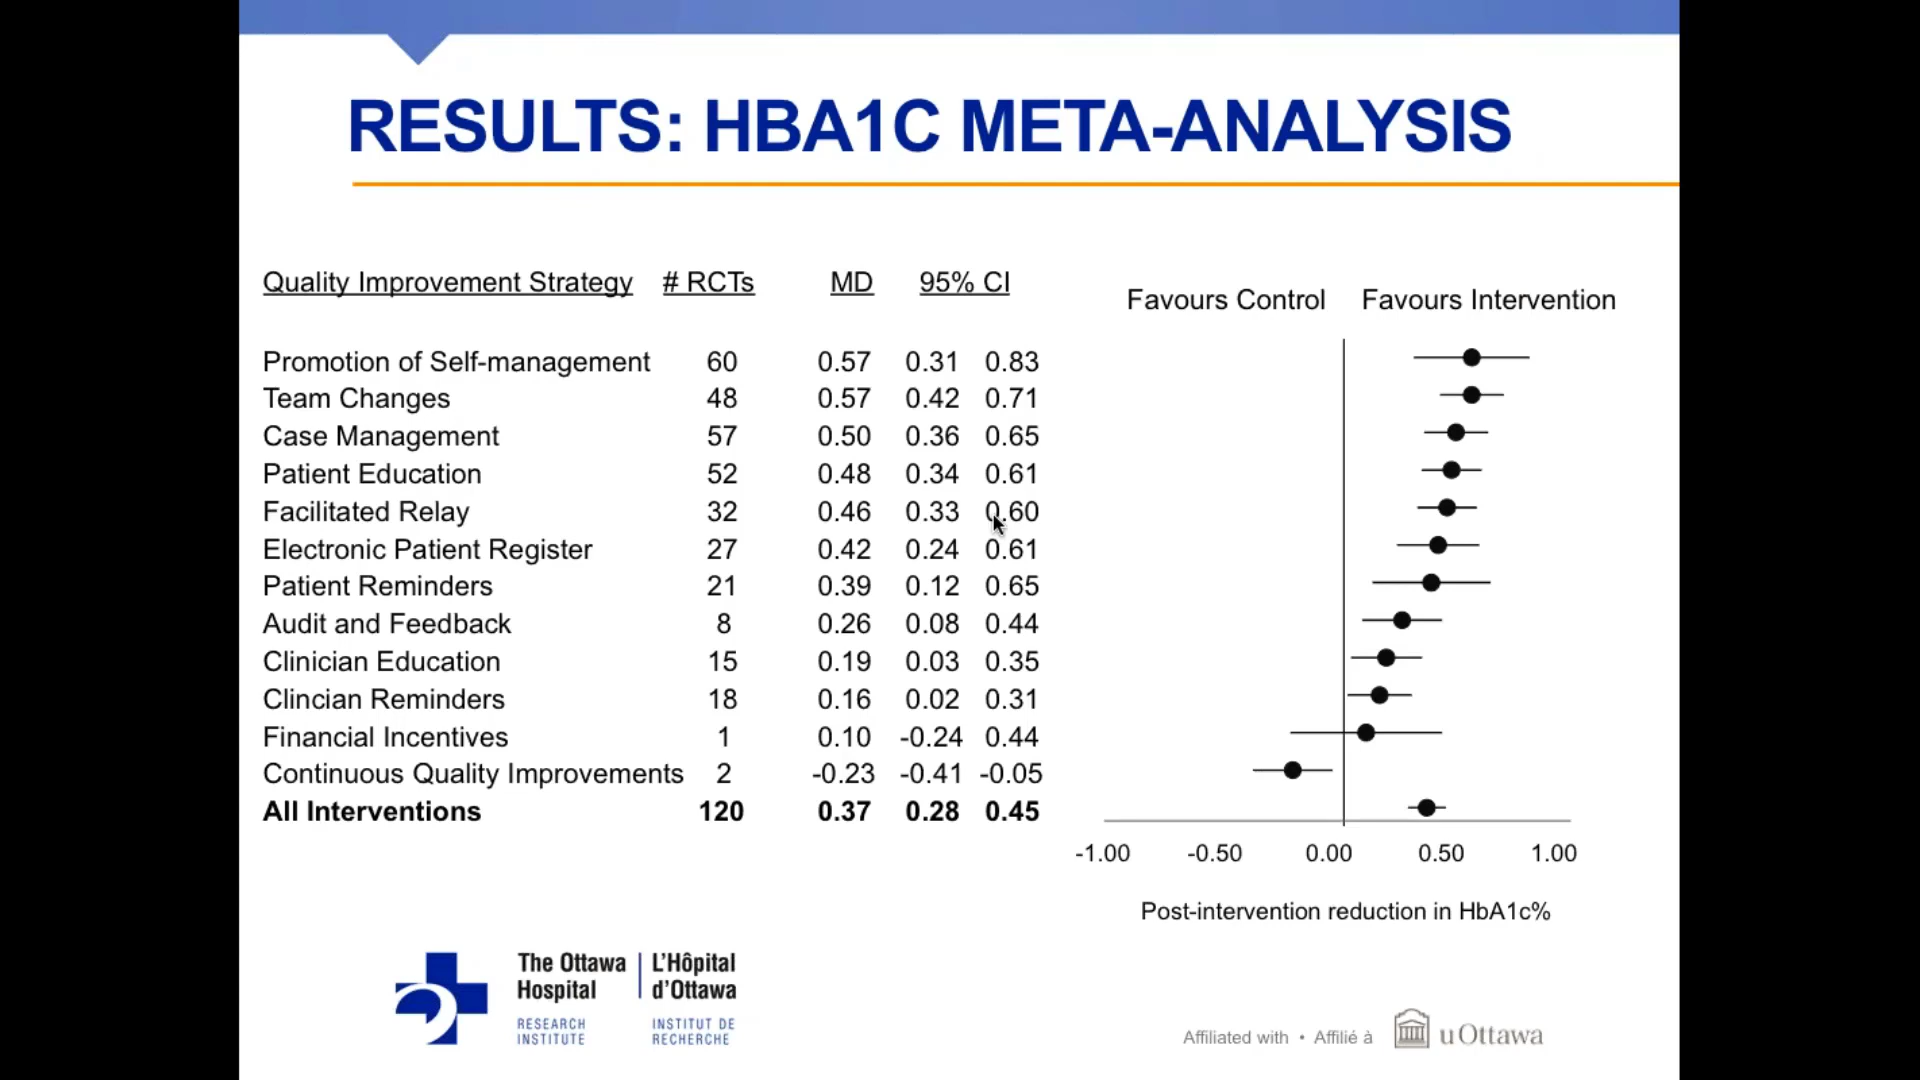 RESULTS: HBA1C META-ANALYSIS
Quality Improvement Strategy # RCTs MD 95% CI
Favours Control Favours Intervention
Promotion of Self-management 60 0.57 0.31 0.83
Team Changes 48 0.57 0.42 0.71
Case Management 57 0.50 0.36 0.65
Patient Education 52 0.48 0.34 0.61
Facilitated Relay 32 0.46 0.33 0.60
Electronic Patient Register 27 0.42 0.24 0.61
Patient Reminders 21 0.39 0.12 0.65
Audit and Feedback 8 0.26 0.08 0.44
Clinician Education 15 0.19 0.03 0.35
Clincian Reminders 18 0.16 0.02 0.31
Financial Incentives 1 0.10 -0.24 0.44
Continuous Quality Improvements 2 -0.23 -0.41 -0.05
All Interventions 120 0.37 0.28 0.45
-1.00 -0.50 0.00 0.50 1.00
Post-intervention reduction in HbA1c%
The Ottawa Hospital
RESEARCH INSTITUTE
L'Hôpital d'Ottawa
INSTITUT DE RECHERCHE
Affiliated with • Affilié à uOttawa